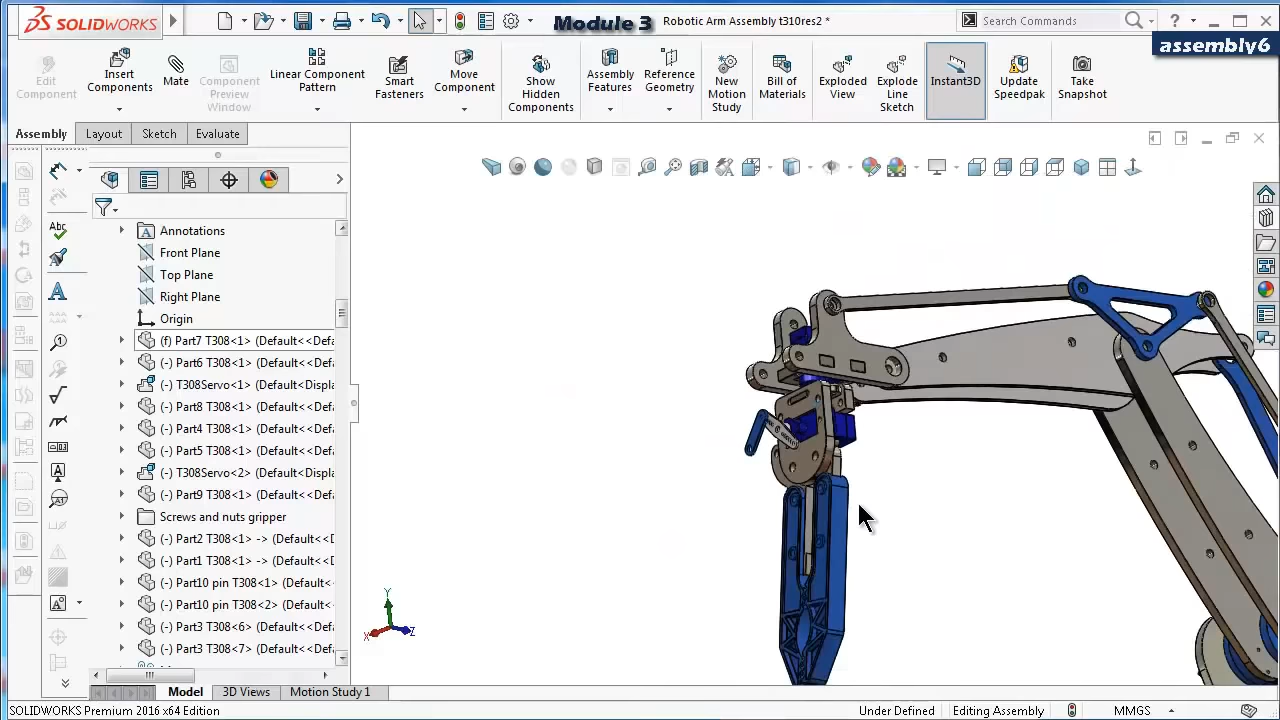 SOLIDWORKS
Module 3
Robotic Arm Assembly t310res2 *
Search Commands
?
assembly6
Edit Component
Insert Components
Mate
Component Preview Window
Linear Component Pattern
Smart Fasteners
Move Component
Show Hidden Components
Assembly Features
Reference Geometry
New Motion Study
Bill of Materials
Exploded View
Explode Line Sketch
Instant3D
Update Speedpak
Take Snapshot
Assembly
Layout
Sketch
Evaluate
Annotations
Front Plane
Top Plane
Right Plane
Origin
(f) Part7 T308<1> (Default<<Defa
(-) Part6 T308<1> (Default<<Defa
(-) T308Servo<1> (Default<Display
(-) Part8 T308<1> (Default<<Defa
(-) Part4 T308<1> (Default<<Defa
(-) Part5 T308<1> (Default<<Defa
(-) T308Servo<2> (Default<Display
(-) Part9 T308<1> (Default<<Defa
Screws and nuts gripper
(-) Part2 T308<1> -> (Default<<D
(-) Part1 T308<1> -> (Default<<D
(-) Part10 pin T308<1> (Default<
(-) Part10 pin T308<2> (Default<
(-) Part3 T308<6> (Default<<Defa
(-) Part3 T308<7> (Default<<Defa
Y
X
Z
Model
3D Views
Motion Study 1
SOLIDWORKS Premium 2016 x64 Edition
Under Defined
Editing Assembly
MMGS